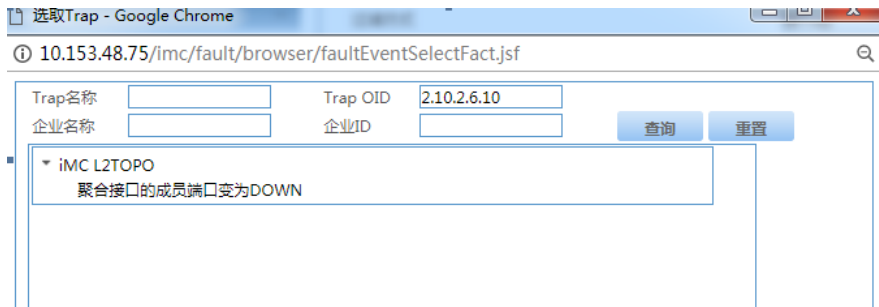 选取Trap - Google Chrome
10.153.48.75/imc/fault/browser/faultEventSelectFact.jsf
Trap名称 Trap OID 2.10.2.6.10
企业名称 企业ID 查询 重置
iMC L2TOPO
聚合接口的成员端口变为DOWN